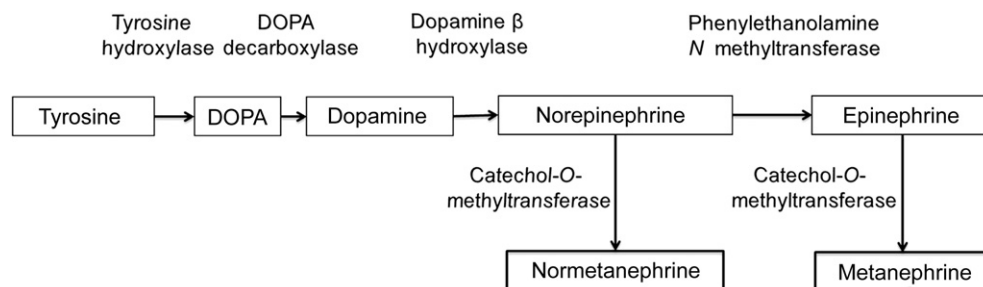 Tyrosine
hydroxylase
DOPA
decarboxylase
Dopamine β
hydroxylase
Phenylethanolamine
N methyltransferase
Tyrosine
DOPA
Dopamine
Norepinephrine
Epinephrine
Catechol-O-
methyltransferase
Catechol-O-
methyltransferase
Normetanephrine
Metanephrine